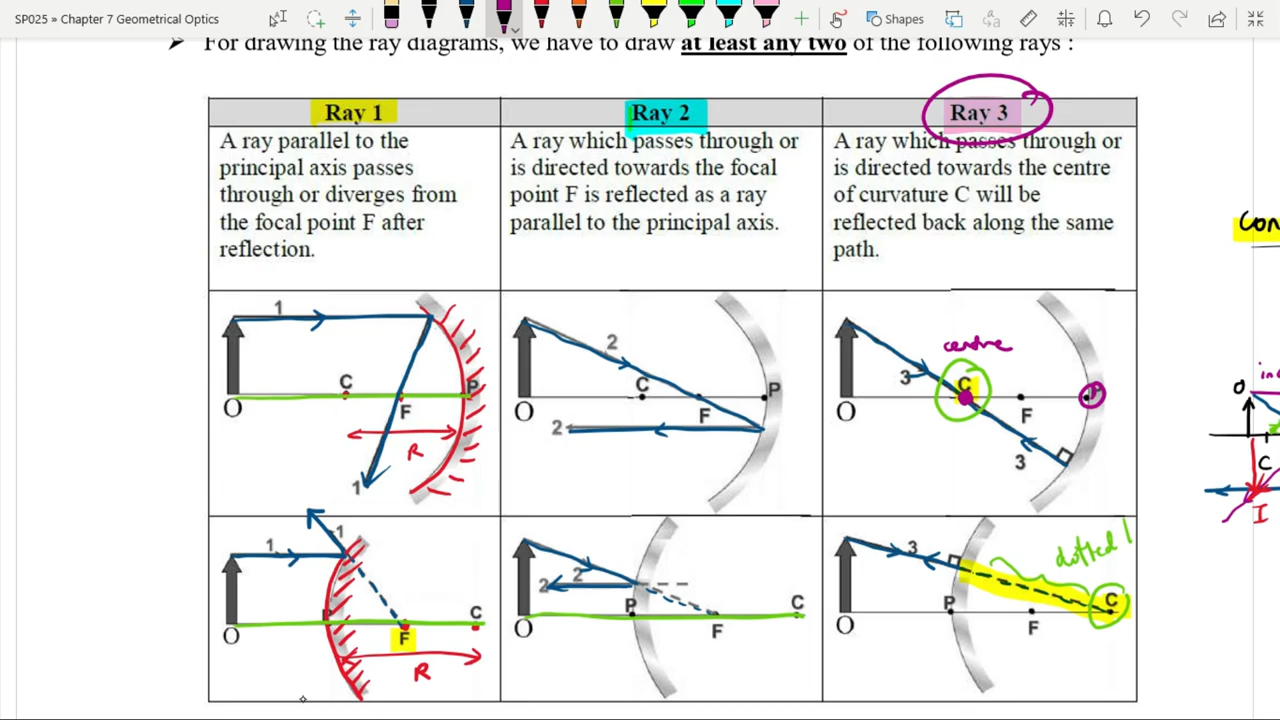 SP025 » Chapter 7 Geometrical Optics
Shapes
For drawing the ray diagrams, we have to draw at least any two of the following rays :
Ray 1
Ray 2
Ray 3
A ray parallel to the
principal axis passes
through or diverges from
the focal point F after
reflection.
A ray which passes through or
is directed towards the focal
point F is reflected as a ray
parallel to the principal axis.
A ray which passes through or
is directed towards the centre
of curvature C will be
reflected back along the same
path.
1
C
P
O
F
R
1
2
C
P
O
F
2
centre
3
C
P
O
F
3
1
1
P
C
O
F
R
2
2
P
C
O
F
3
dotted l
P
C
O
F
Con
in
O
C
I